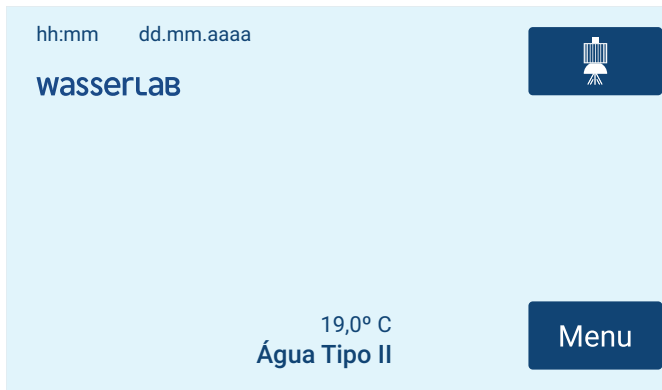 hh:mm dd.mm.aaaa
wasserLaB
19,0º C
Água Tipo II
Menu